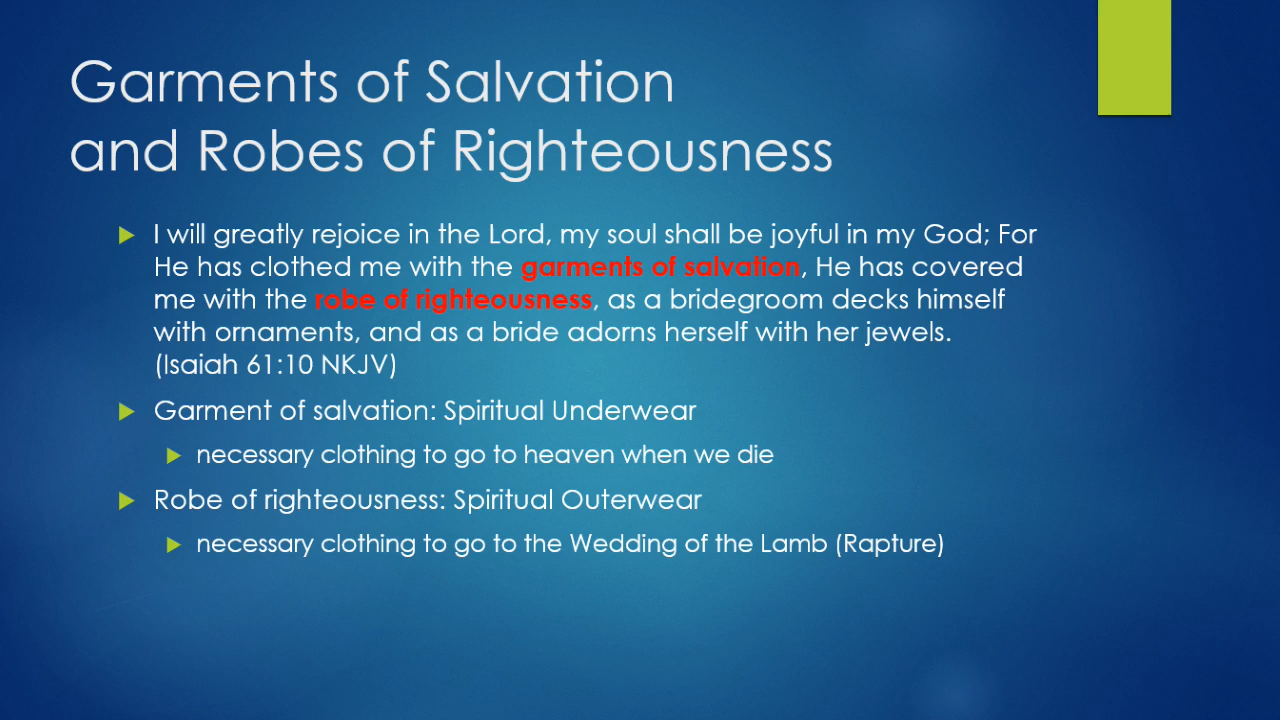 Garments of Salvation
and Robes of Righteousness
I will greatly rejoice in the Lord, my soul shall be joyful in my God; For
He has clothed me with the garments of salvation, He has covered
me with the robe of righteousness, as a bridegroom decks himself
with ornaments, and as a bride adorns herself with her jewels.
(Isaiah 61:10 NKJV)
Garment of salvation: Spiritual Underwear
necessary clothing to go to heaven when we die
Robe of righteousness: Spiritual Outerwear
necessary clothing to go to the Wedding of the Lamb (Rapture)